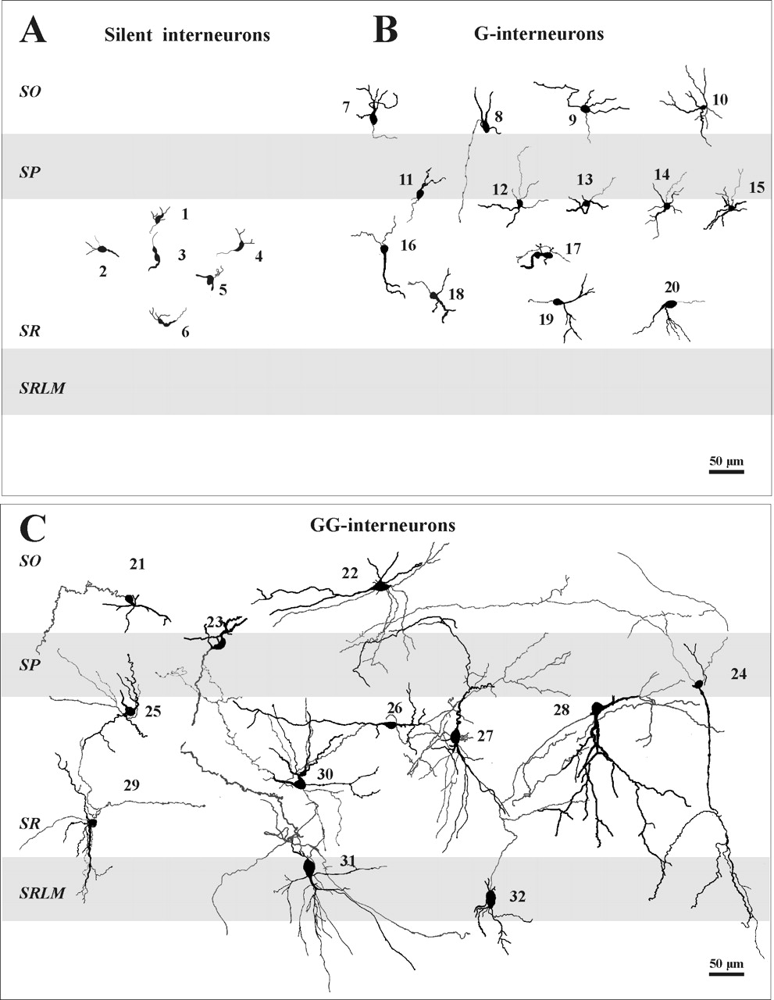 A Silent interneurons B G-interneurons
SO
7 8 9 10
SP
11 12 13 14 15
1
2 3 4 16 17
5 18
SR 6 19 20
SRLM
50 µm
C GG-interneurons
SO 21 22
23
SP 24
25 26 27 28
29 30
SR
31
SRLM 32
50 µm